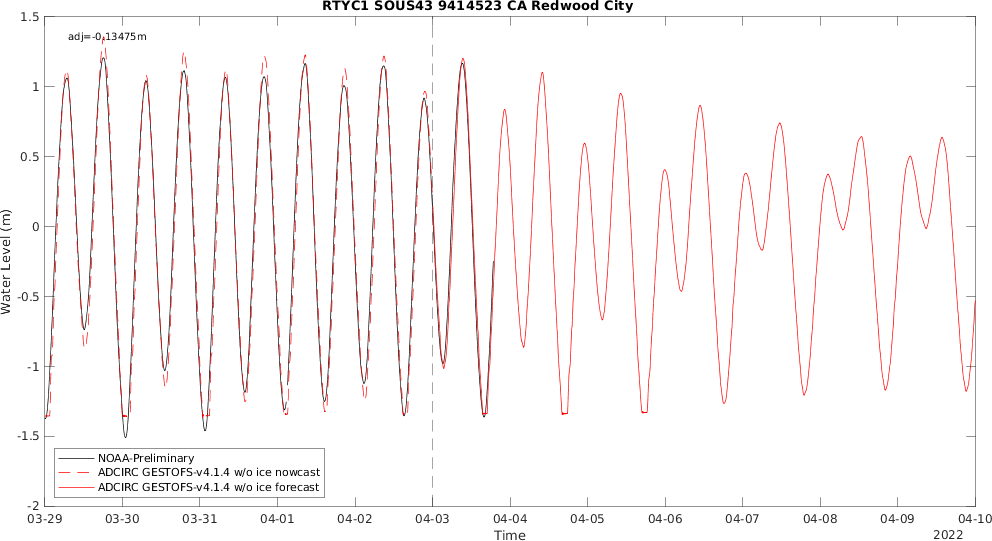 RTYC1 SOUS43 9414523 CA Redwood City
adj=-0.13475m
1.5
1
0.5
0
-0.5
-1
-1.5
-2
Water Level (m)
NOAA-Preliminary
ADCIRC GESTOFS-v4.1.4 w/o ice nowcast
ADCIRC GESTOFS-v4.1.4 w/o ice forecast
03-29 03-30 03-31 04-01 04-02 04-03 04-04 04-05 04-06 04-07 04-08 04-09 04-10
Time
2022